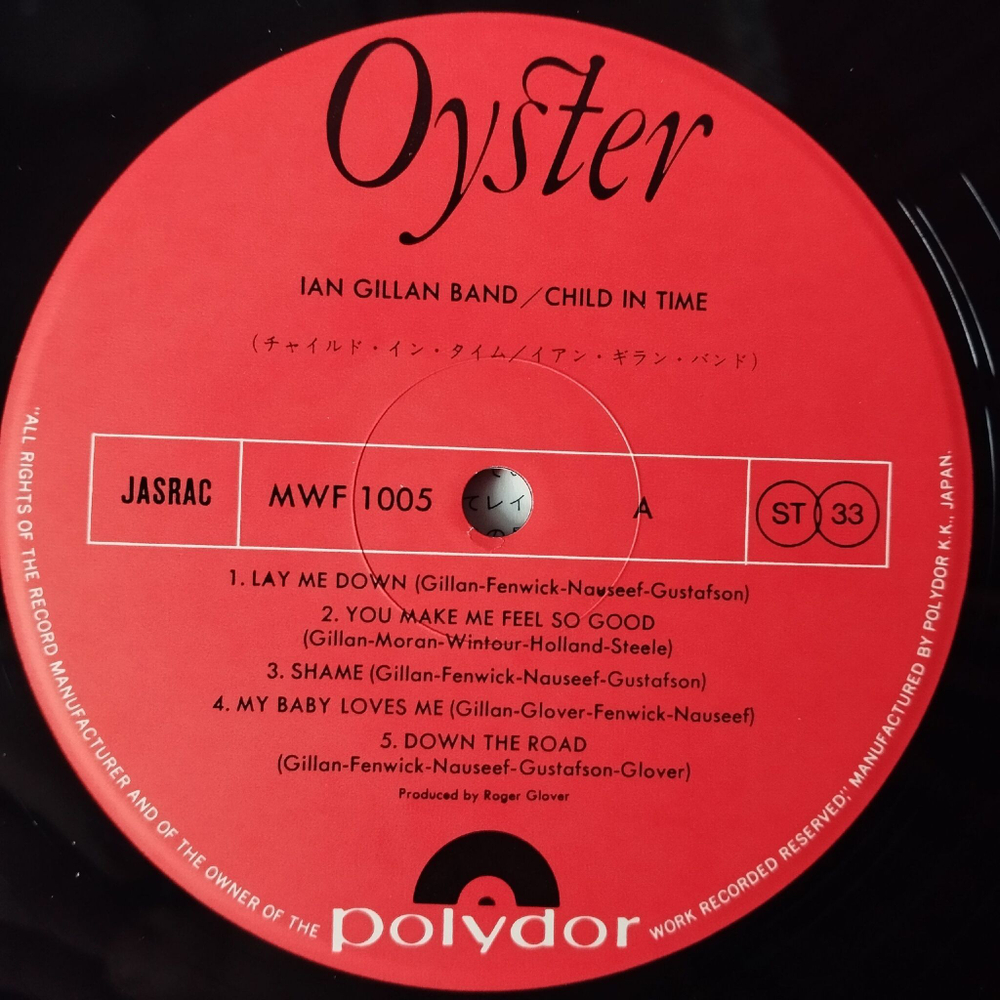 Oyster
IAN GILLAN BAND/CHILD IN TIME
(チャイルド・イン・タイム/イアン・ギラン・バンド)
JASRAC
MWF 1005
てレイ
A
ST 33
1. LAY ME DOWN (Gillan-Fenwick-Nauseef-Gustafson)
2. YOU MAKE ME FEEL SO GOOD
(Gillan-Moran-Wintour-Holland-Steele)
3. SHAME (Gillan-Fenwick-Nauseef-Gustafson)
4. MY BABY LOVES ME (Gillan-Glover-Fenwick-Nauseef)
5. DOWN THE ROAD
(Gillan-Fenwick-Nauseef-Gustafson-Glover)
Produced by Roger Glover
polydor
"ALL RIGHTS OF THE RECORD MANUFACTURER AND OF THE OWNER OF THE WORK RECORDED RESERVED," MANUFACTURED BY POLYDOR K.K., JAPAN.